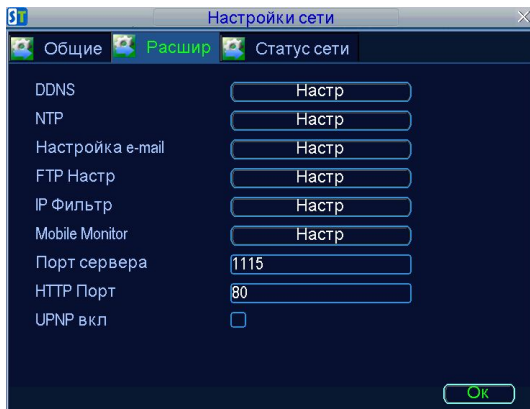 ST Настройки сети
Общие Расшир Статус сети
DDNS Настр
NTP Настр
Настройка e-mail Настр
FTP Настр Настр
IP Фильтр Настр
Mobile Monitor Настр
Порт сервера 1115
HTTP Порт 80
UPNP вкл
Ок